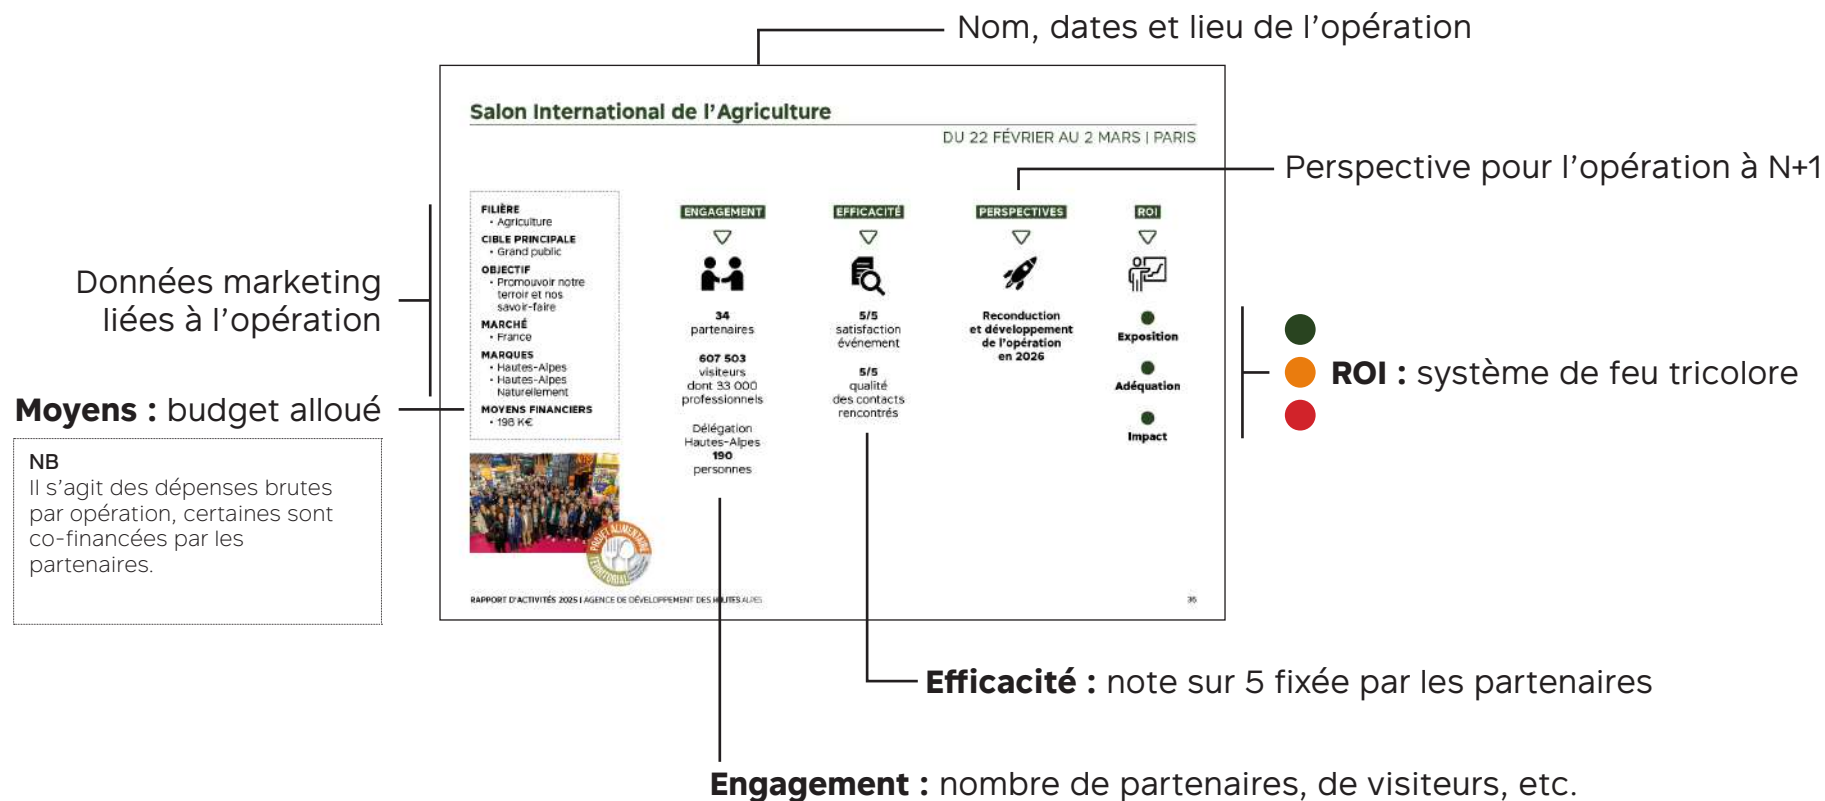 Nom, dates et lieu de l’opération
Salon International de l’Agriculture
DU 22 FÉVRIER AU 2 MARS | PARIS
Perspective pour l’opération à N+1
Données marketing
liées à l’opération
FILIÈRE
• Agriculture
CIBLE PRINCIPALE
• Grand public
OBJECTIF
• Promouvoir notre
terroir et nos
savoir-faire
MARCHÉ
• France
MARQUES
• Hautes-Alpes
• Hautes-Alpes
Naturellement
MOYENS FINANCIERS
• 198 K€
Moyens : budget alloué
NB
Il s’agit des dépenses brutes
par opération, certaines sont
co-financées par les
partenaires.
ENGAGEMENT
34
partenaires
607 503
visiteurs
dont 33 000
professionnels
Délégation
Hautes-Alpes
190
personnes
EFFICACITÉ
5/5
satisfaction
événement
5/5
qualité
des contacts
rencontrés
PERSPECTIVES
Reconduction
et développement
de l’opération
en 2026
ROI
Exposition
Adéquation
Impact
ROI : système de feu tricolore
PROJET ALIMENTAIRE
TERRITORIAL
RAPPORT D’ACTIVITÉS 2025 | AGENCE DE DÉVELOPPEMENT DES HAUTES-ALPES
36
Efficacité : note sur 5 fixée par les partenaires
Engagement : nombre de partenaires, de visiteurs, etc.